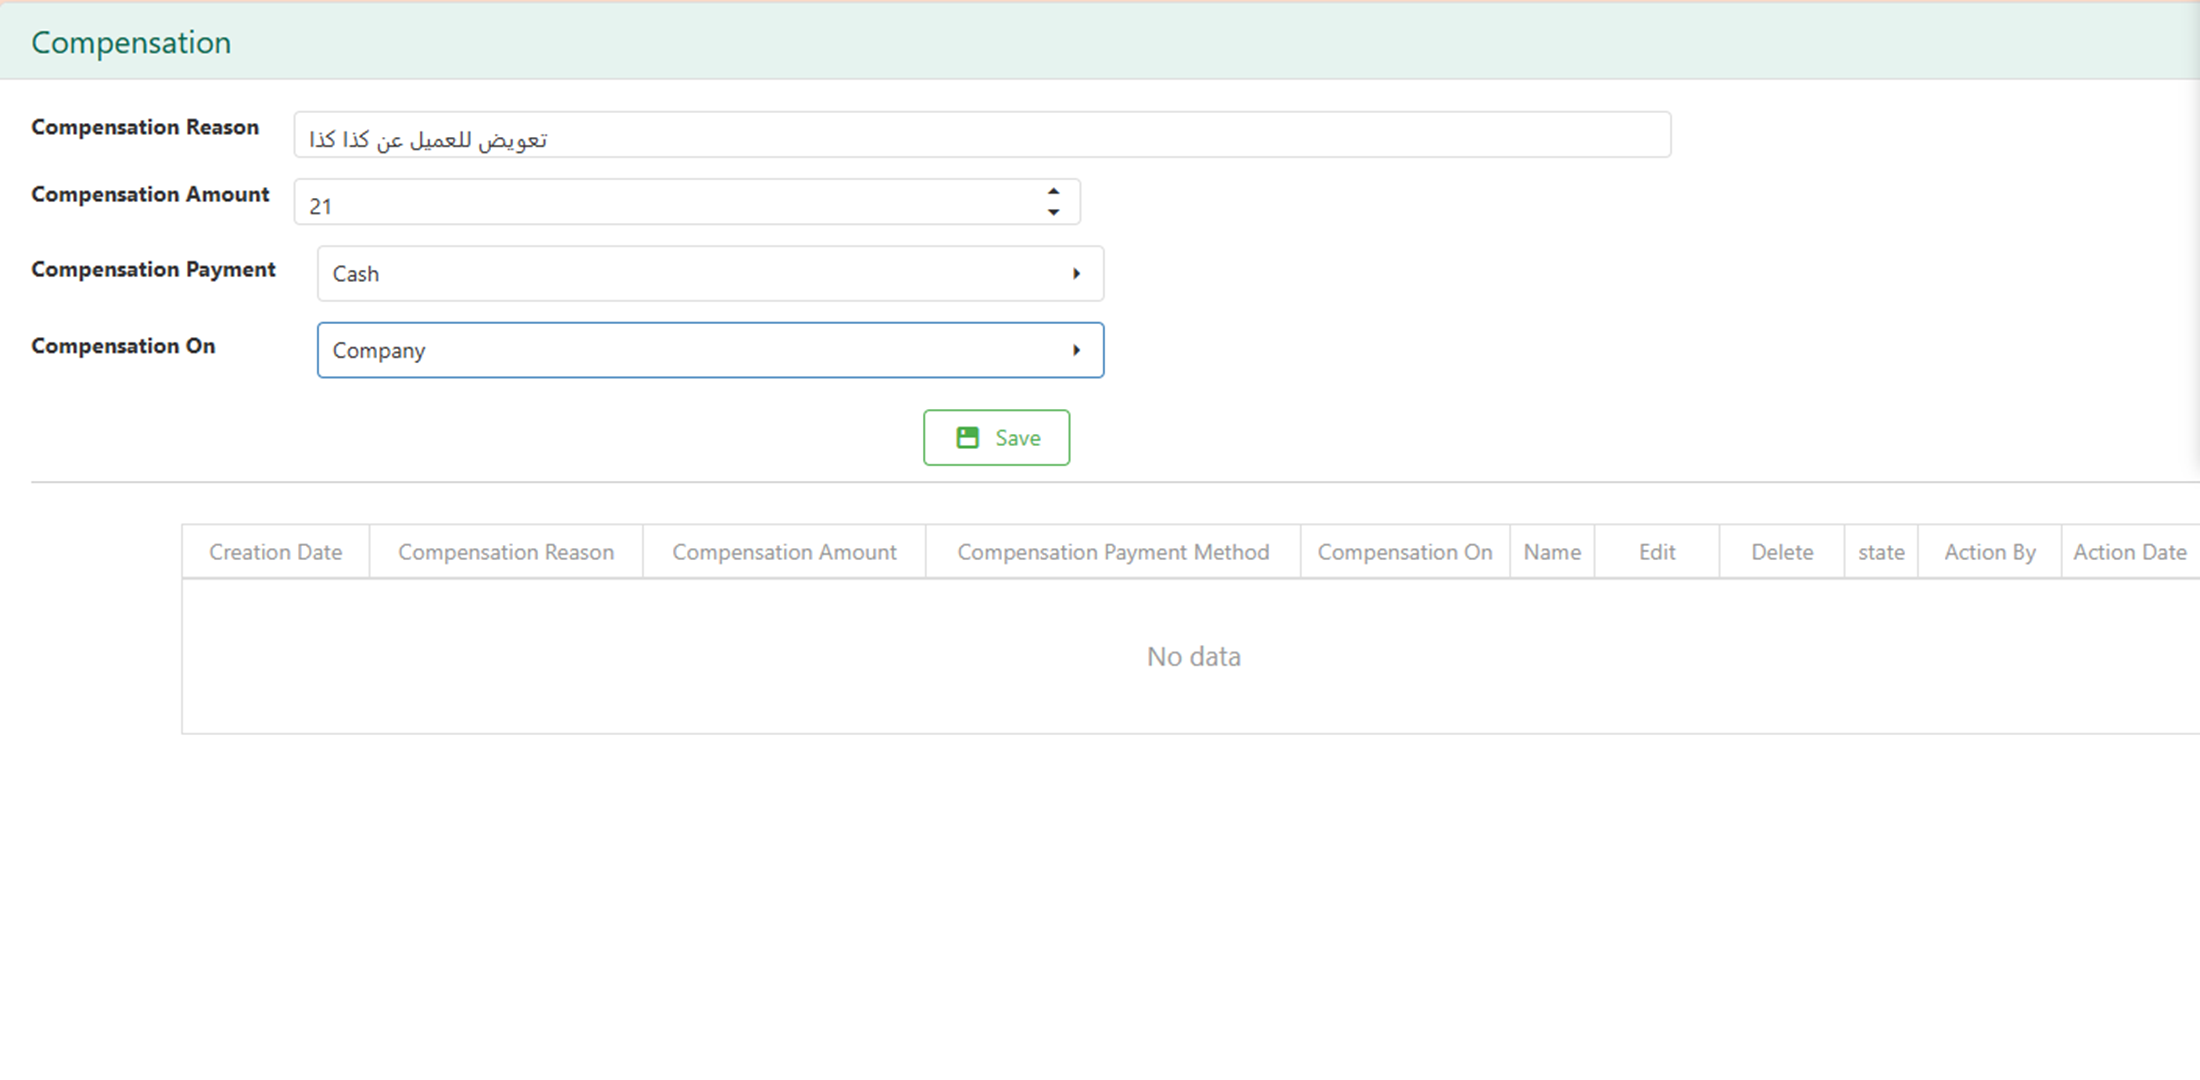 Compensation
Compensation Reason
تعويض للعميل عن كذا كذا
Compensation Amount
21
Compensation Payment
Cash
Compensation On
Company
Save
Creation Date Compensation Reason Compensation Amount Compensation Payment Method Compensation On Name Edit Delete state Action By Action Date
No data